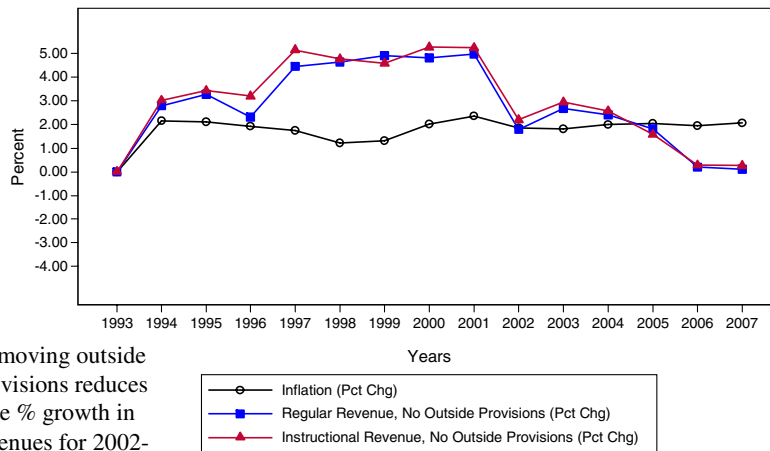 5.00
4.00
3.00
2.00
1.00
0.00
-1.00
-2.00
-3.00
-4.00
Percent
1993 1994 1995 1996 1997 1998 1999 2000 2001 2002 2003 2004 2005 2006 2007
Years
moving outside
visions reduces
e % growth in
enues for 2002-
Inflation (Pct Chg)
Regular Revenue, No Outside Provisions (Pct Chg)
Instructional Revenue, No Outside Provisions (Pct Chg)